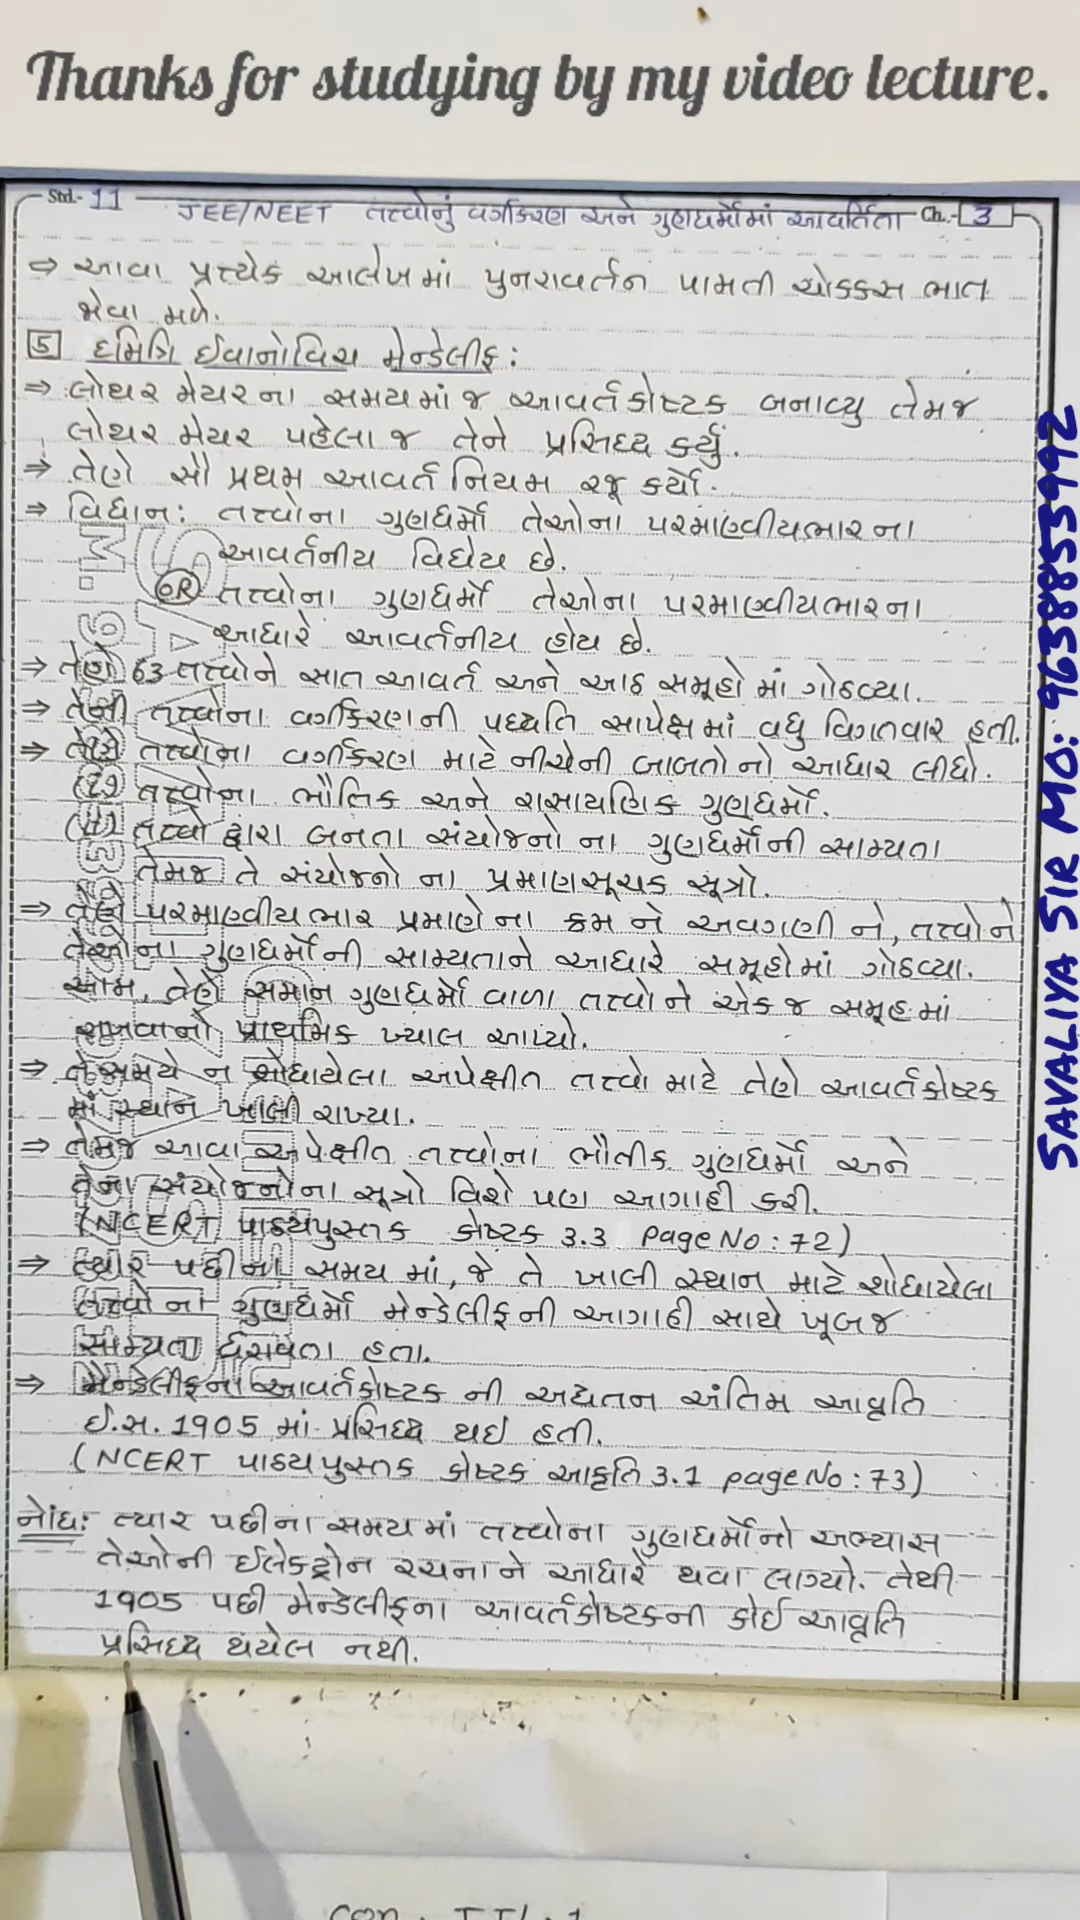 Thanks for studying by my video lecture.
Std.- 11 JEE/NEET તત્ત્વોનું વર્ગીકરણ અને ગુણધર્મોમાં આવર્તિતા Ch.- 3
⇒ આવા પ્રત્યેક આલેખમાં પુનરાવર્તન પામતી ચોક્કસ ભાત
જોવા મળે.
5 દમિત્રિ ઈવાનોવિચ મેન્ડેલીફ :
⇒ લોથર મેયરના સમયમાં જ આવર્તકોષ્ટક બનાવ્યુ તેમજ
લોથર મેયર પહેલા જ તેને પ્રસિધ્ધ કર્યું.
⇒ તેણે સૌ પ્રથમ આવર્ત નિયમ રજૂ કર્યો.
⇒ વિધાન: તત્ત્વોના ગુણધર્મો તેઓના પરમાણ્વીયભારના
આવર્તનીય વિધેય છે.
OR તત્ત્વોના ગુણધર્મો તેઓના પરમાણ્વીયભારના
આધારે આવર્તનીય હોય છે.
⇒ તેણે 63 તત્ત્વોને સાત આવર્ત અને આઠ સમૂહો માં ગોઠવ્યા.
⇒ તેની તત્ત્વોના વર્ગીકરણની પધ્ધતિ સાપેક્ષમાં વધુ વિગતવાર હતી.
⇒ તેણે તત્ત્વોના વર્ગીકરણ માટે નીચેની બાબતોનો આધાર લીધો.
તત્ત્વોના ભૌતિક અને રાસાયણિક ગુણધર્મો.
તત્ત્વો દ્વારા બનતા સંયોજનો ના ગુણધર્મોની સામ્યતા
તેમજ તે સંયોજનો ના પ્રમાણસૂચક સૂત્રો.
⇒ તેણે પરમાણ્વીયભાર પ્રમાણેના ક્રમ ને અવગણી ને, તત્ત્વોને
તેઓના ગુણધર્મોની સામ્યતાને આધારે સમૂહોમાં ગોઠવ્યા.
આમ, તેણે સમાન ગુણધર્મો વાળા તત્ત્વોને એક જ સમૂહમાં
રાખવાનો પ્રાથમિક ખ્યાલ આપ્યો.
⇒ તે સમયે ન શોધાયેલા અપેક્ષીત તત્ત્વો માટે તેણે આવર્તકોષ્ટક
માં સ્થાન ખાલી રાખ્યા.
⇒ તેમજ આવા અપેક્ષીત તત્ત્વોના ભૌતીક ગુણધર્મો અને
તેના સંયોજનોના સૂત્રો વિશે પણ આગાહી કરી.
(NCERT પાઠ્યપુસ્તક કોષ્ટક 3.3 page No : 72)
⇒ ત્યાર પછીના સમય માં, જે તે ખાલી સ્થાન માટે શોધાયેલા
તત્ત્વોના ગુણધર્મો મેન્ડેલીફની આગાહી સાથે ખૂબજ
સામ્યતા ધરાવતા હતા.
⇒ મેન્ડેલીફના આવર્તકોષ્ટક ની અદ્યતન અંતિમ આવૃતિ
ઈ.સ. 1905 માં પ્રસિધ્ધ થઈ હતી.
(NCERT પાઠ્યપુસ્તક કોષ્ટક આકૃતિ 3.1 page No : 73)
નોંધ: ત્યાર પછીના સમયમાં તત્ત્વોના ગુણધર્મોનો અભ્યાસ
તેઓની ઈલેક્ટ્રોન રચનાને આધારે થવા લાગ્યો. તેથી
1905 પછી મેન્ડેલીફના આવર્તકોષ્ટકની કોઈ આવૃતિ
પ્રસિધ્ધ થયેલ નથી.
SAVALIYA SIR MO: 9638853992